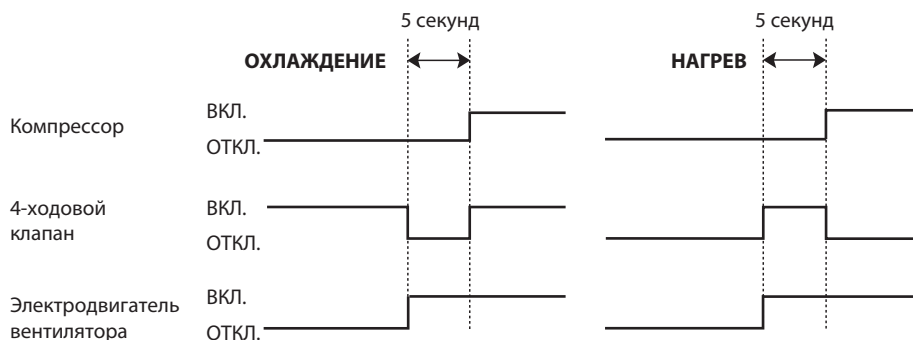 5 секунд
5 секунд
ОХЛАЖДЕНИЕ
НАГРЕВ
Компрессор
ВКЛ.
ОТКЛ.
4-ходовой
клапан
ВКЛ.
ОТКЛ.
Электродвигатель
вентилятора
ВКЛ.
ОТКЛ.